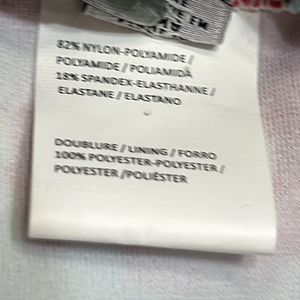 82% NYLON-POLYAMIDE /
POLYAMIDE / POLIAMIDA
18% SPANDEX-ELASTHANNE /
ELASTANE / ELASTANO
DOUBLURE / LINING / FORRO
100% POLYESTER-POLYESTER /
POLYESTER /POLIÉSTER